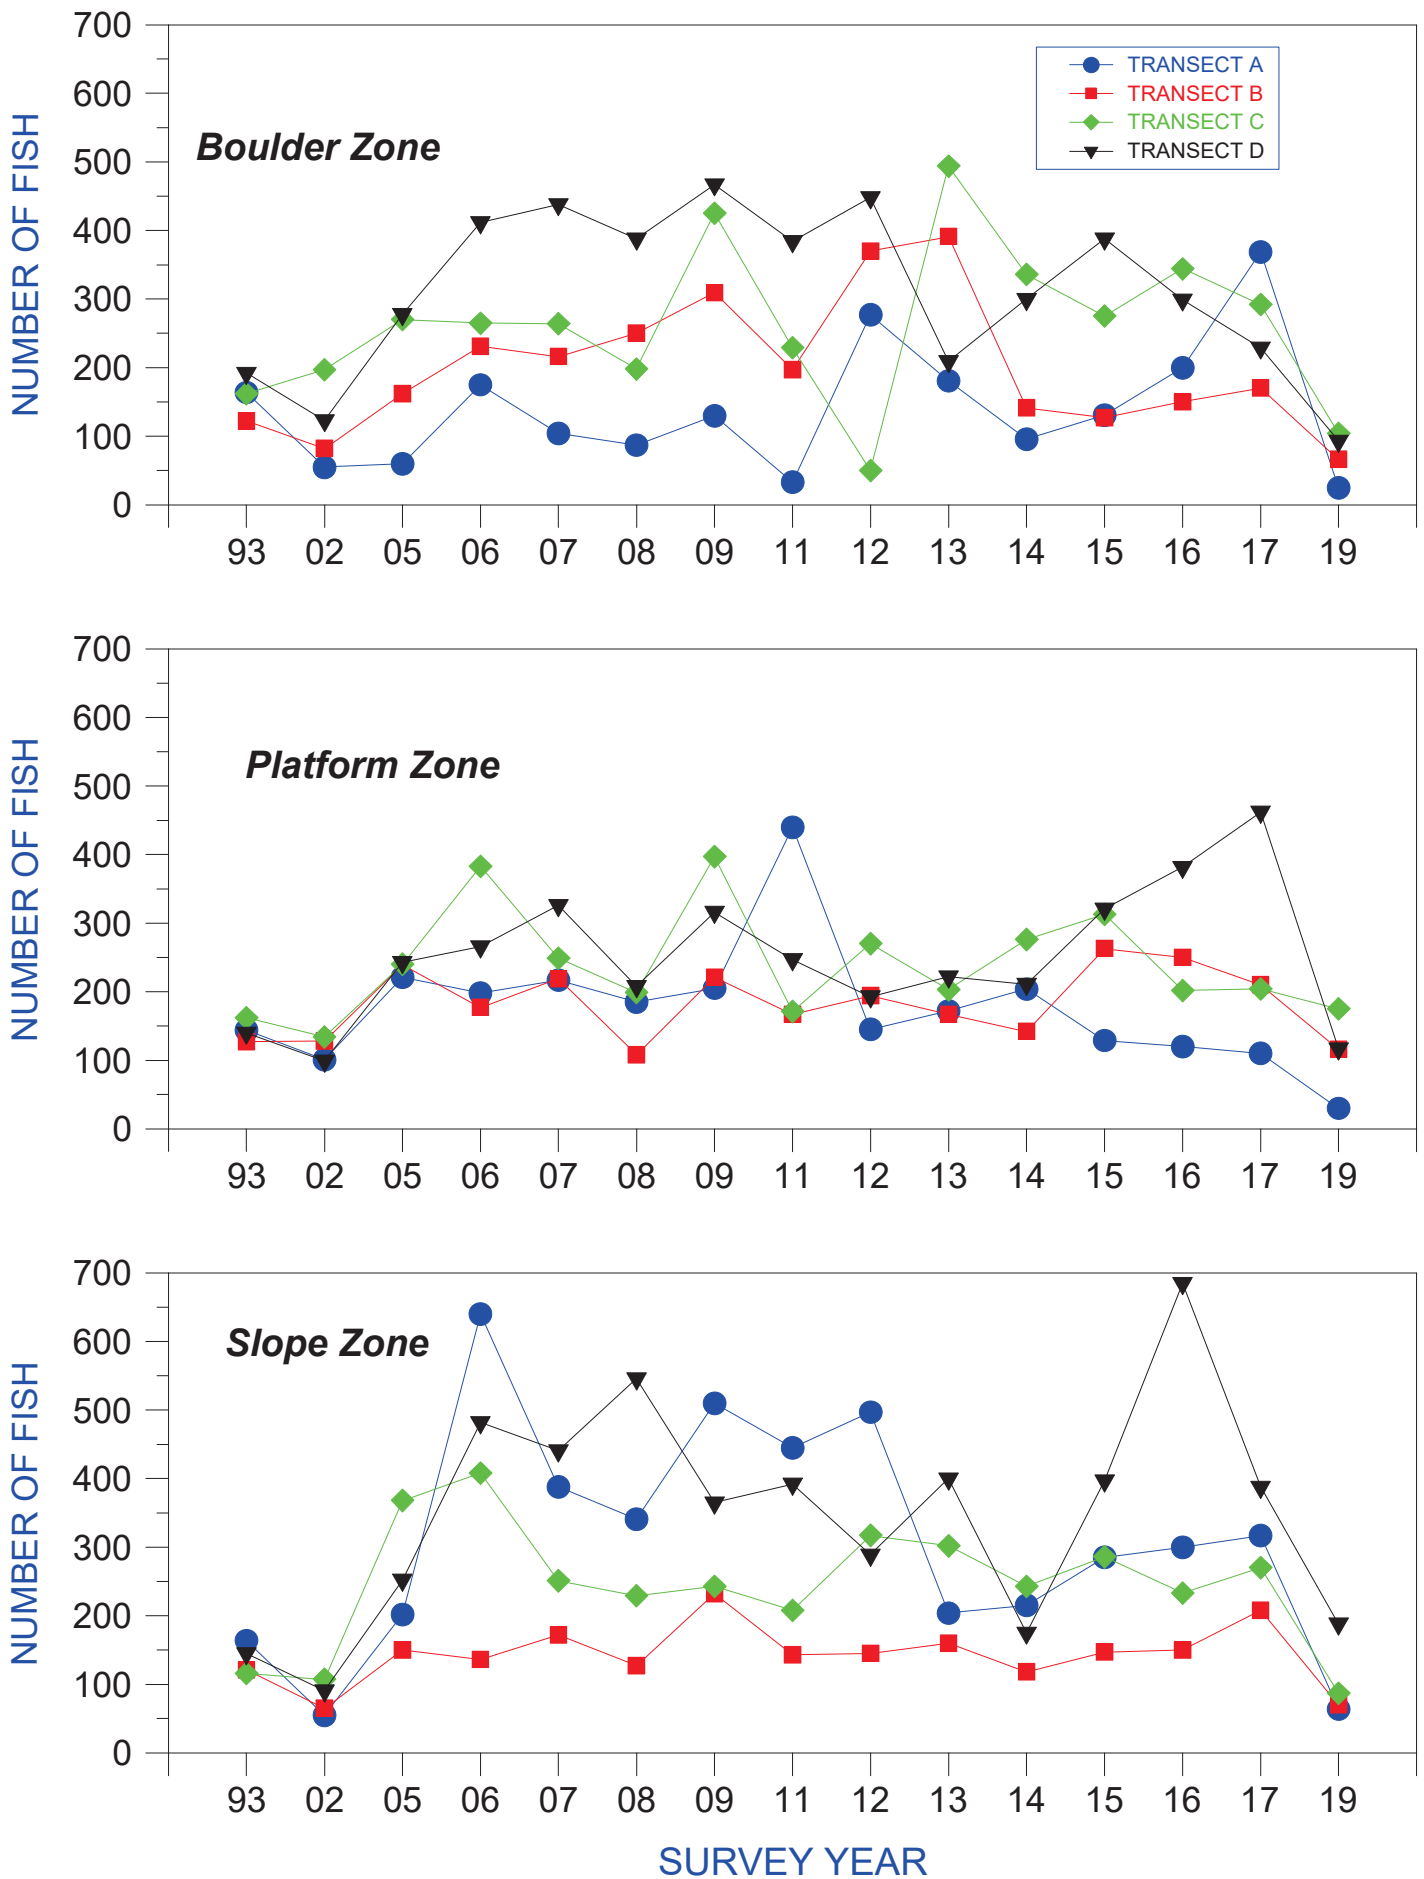 700
600
500
400
300
200
100
0
NUMBER OF FISH
Boulder Zone
TRANSECT A
TRANSECT B
TRANSECT C
TRANSECT D
93 02 05 06 07 08 09 11 12 13 14 15 16 17 19
700
600
500
400
300
200
100
0
NUMBER OF FISH
Platform Zone
93 02 05 06 07 08 09 11 12 13 14 15 16 17 19
700
600
500
400
300
200
100
0
NUMBER OF FISH
Slope Zone
93 02 05 06 07 08 09 11 12 13 14 15 16 17 19
SURVEY YEAR